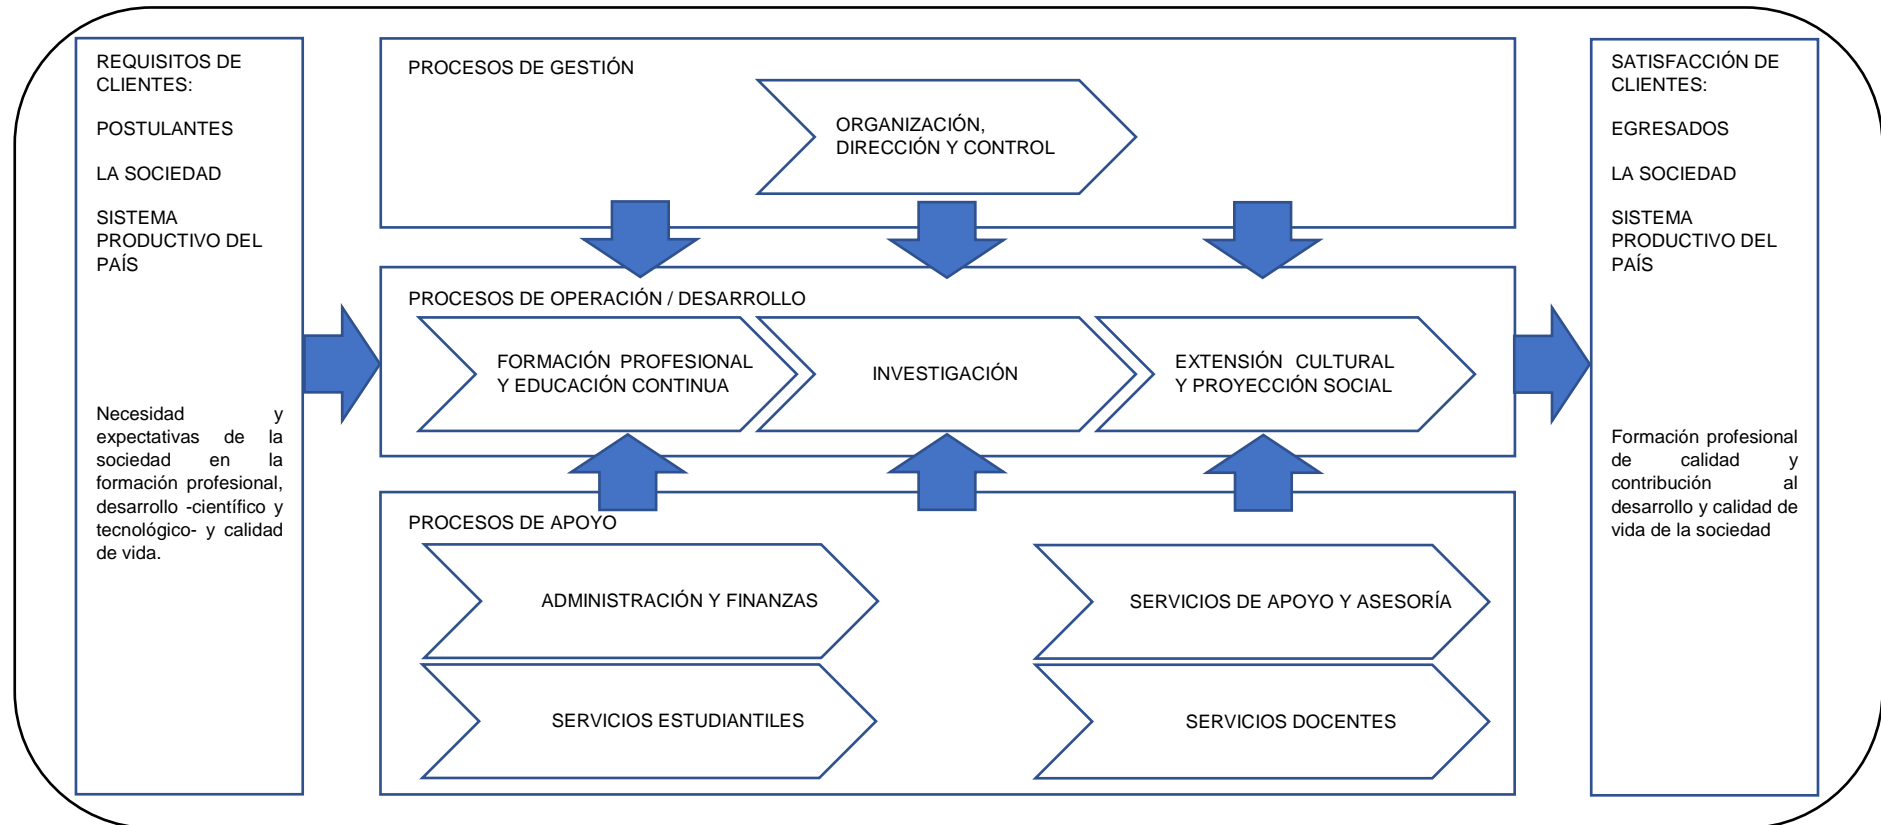 REQUISITOS DE
CLIENTES:
POSTULANTES
LA SOCIEDAD
SISTEMA
PRODUCTIVO DEL
PAÍS
Necesidad y
expectativas de la
sociedad en la
formación profesional,
desarrollo -científico y
tecnológico- y calidad
de vida.
PROCESOS DE GESTIÓN
ORGANIZACIÓN,
DIRECCIÓN Y CONTROL
PROCESOS DE OPERACIÓN / DESARROLLO
FORMACIÓN PROFESIONAL
Y EDUCACIÓN CONTINUA
INVESTIGACIÓN
EXTENSIÓN CULTURAL
Y PROYECCIÓN SOCIAL
PROCESOS DE APOYO
ADMINISTRACIÓN Y FINANZAS
SERVICIOS DE APOYO Y ASESORÍA
SERVICIOS ESTUDIANTILES
SERVICIOS DOCENTES
SATISFACCIÓN DE
CLIENTES:
EGRESADOS
LA SOCIEDAD
SISTEMA
PRODUCTIVO DEL
PAÍS
Formación profesional
de calidad y
contribución al
desarrollo y calidad de
vida de la sociedad